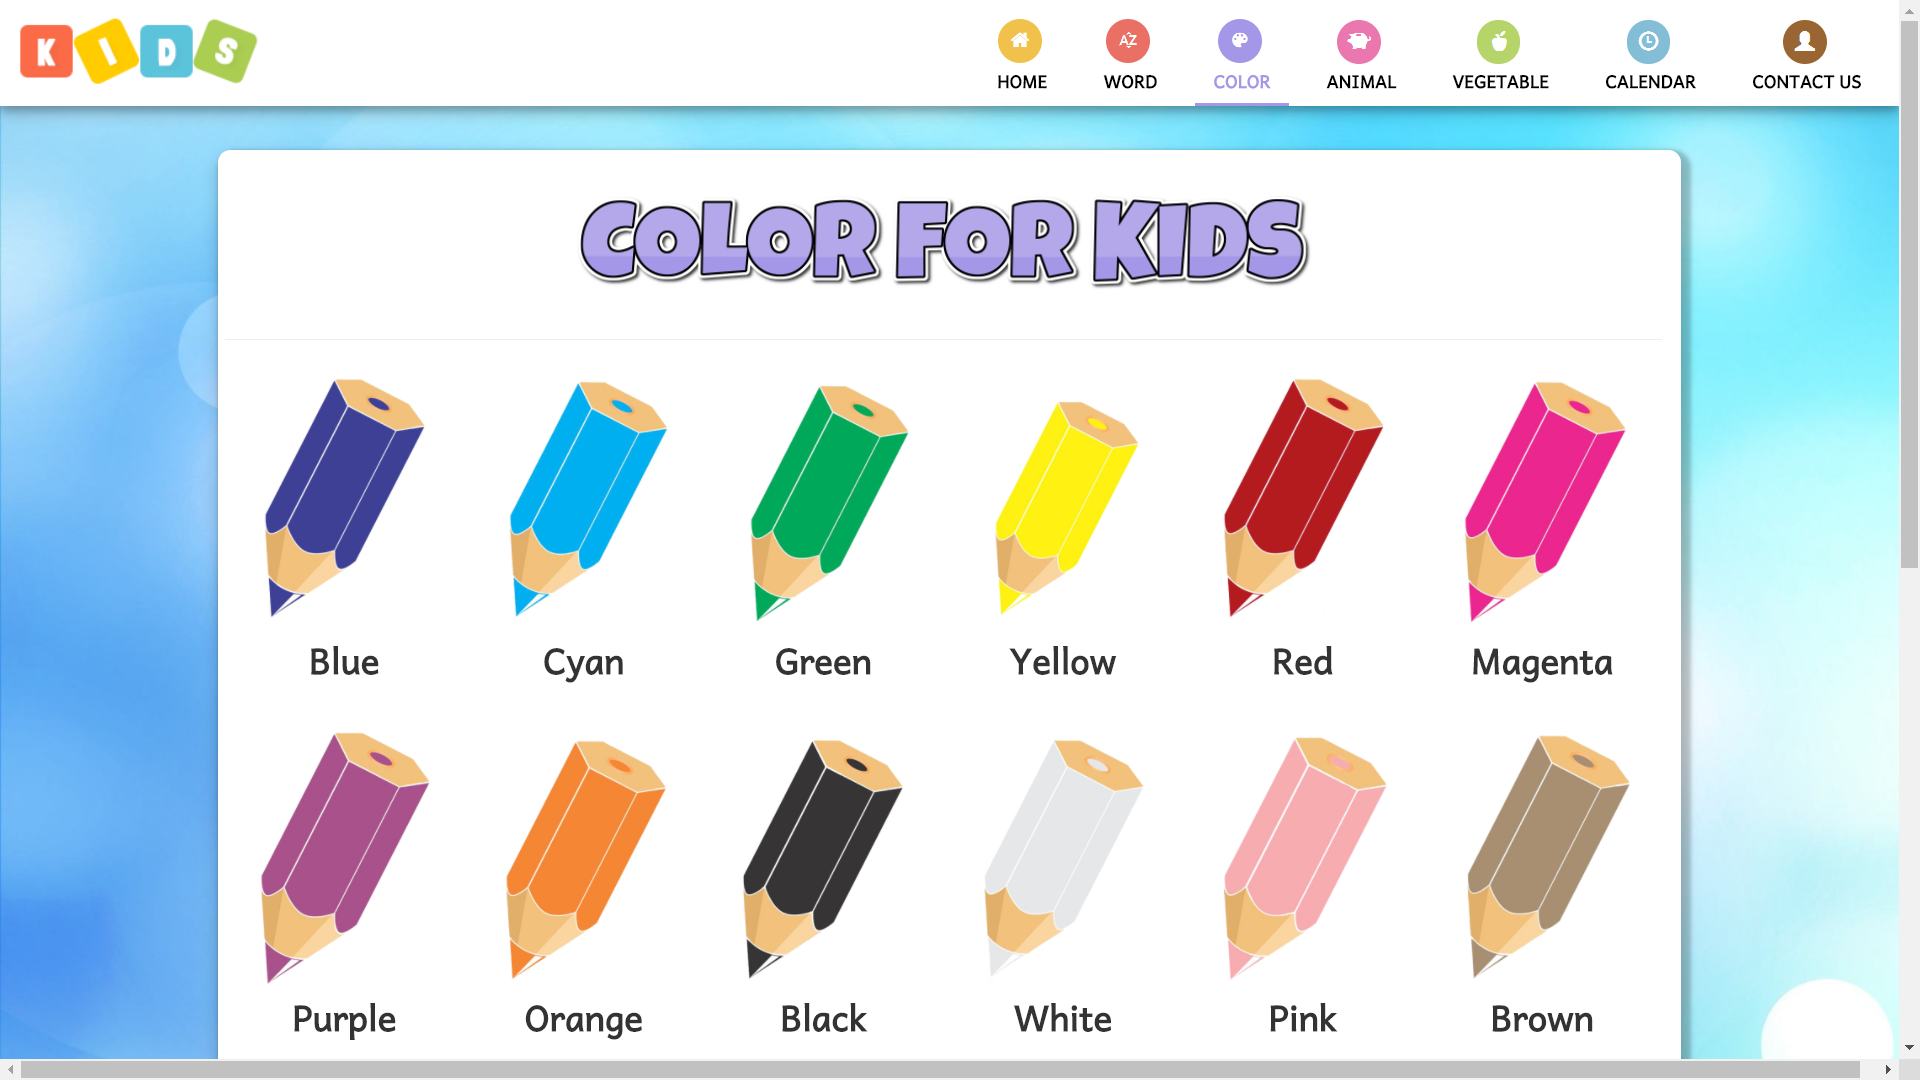 KIDS
AZ
HOME WORD COLOR ANIMAL VEGETABLE CALENDAR CONTACT US
COLOR FOR KIDS
Blue Cyan Green Yellow Red Magenta
Purple Orange Black White Pink Brown